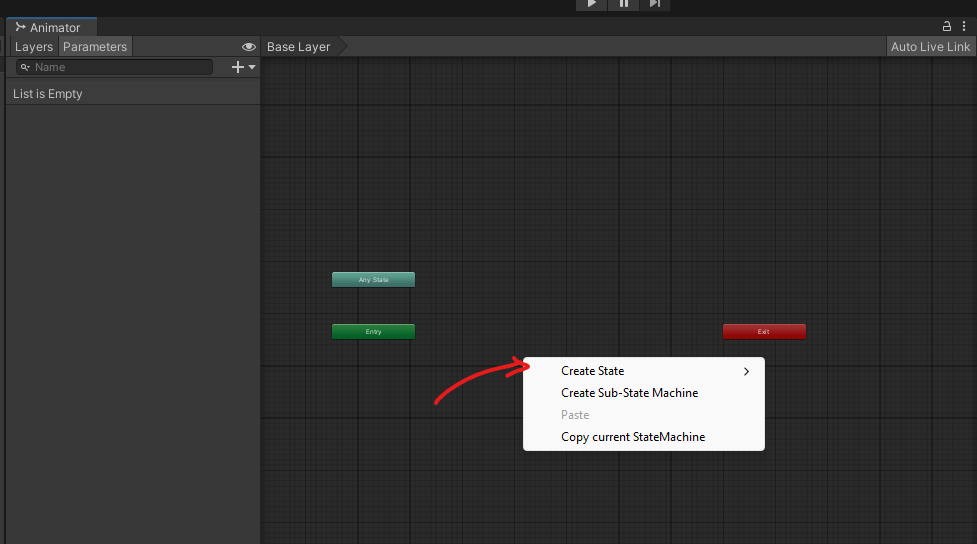 Animator
Layers Parameters
Base Layer
Auto Live Link
Name
List is Empty
Any State
Entry
Exit
Create State
Create Sub-State Machine
Paste
Copy current StateMachine